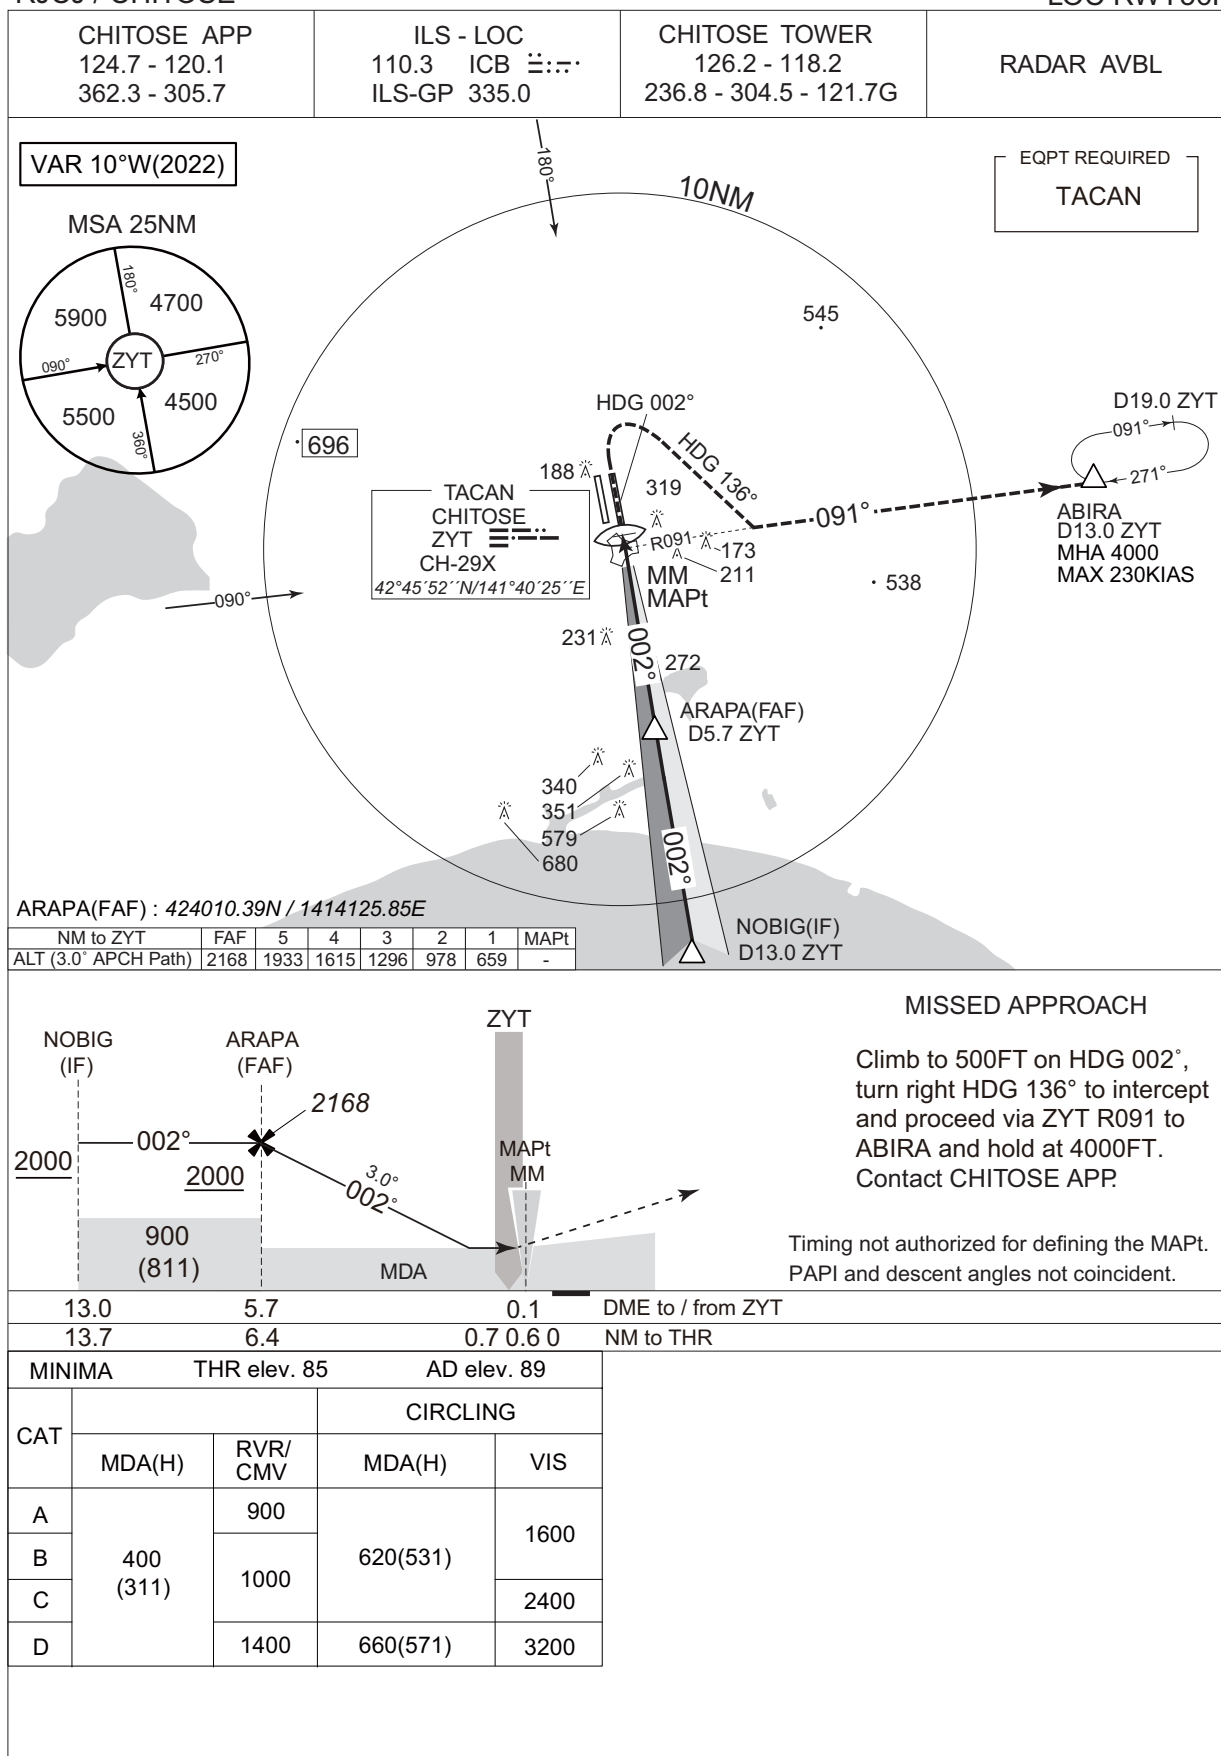 CHITOSE APP
124.7 - 120.1
362.3 - 305.7
ILS - LOC
110.3 ICB
ILS-GP 335.0
CHITOSE TOWER
126.2 - 118.2
236.8 - 304.5 - 121.7G
RADAR AVBL
VAR 10°W(2022)
EQPT REQUIRED
TACAN
MSA 25NM
180°
5900
4700
090°
ZYT
270°
5500
4500
360°
180°
10NM
545
696
HDG 002°
HDG 136°
188
319
R091
173
211
091°
D19.0 ZYT
091°
271°
ABIRA
D13.0 ZYT
MHA 4000
MAX 230KIAS
TACAN
CHITOSE
ZYT
CH-29X
42°45´52´´N/141°40´25´´E
MM
MAPt
538
090°
231
002°
272
ARAPA(FAF)
D5.7 ZYT
340
351
579
680
002°
NOBIG(IF)
D13.0 ZYT
ARAPA(FAF) : 424010.39N / 1414125.85E
NM to ZYT FAF 5 4 3 2 1 MAPt
ALT (3.0˚ APCH Path) 2168 1933 1615 1296 978 659 -
NOBIG
(IF)
ARAPA
(FAF)
ZYT
2168
002°
2000
2000
3.0°
002°
MAPt
MM
900
(811)
MDA
MISSED APPROACH
Climb to 500FT on HDG 002˚,
turn right HDG 136° to intercept
and proceed via ZYT R091 to
ABIRA and hold at 4000FT.
Contact CHITOSE APP.
Timing not authorized for defining the MAPt.
PAPI and descent angles not coincident.
13.0 5.7 0.1 DME to / from ZYT
13.7 6.4 0.7 0.6 0 NM to THR
MINIMA THR elev. 85 AD elev. 89
CAT
CIRCLING
MDA(H) RVR/
CMV
MDA(H) VIS
A 900
B 400
(311)
1000 620(531) 1600
C 2400
D 1400 660(571) 3200